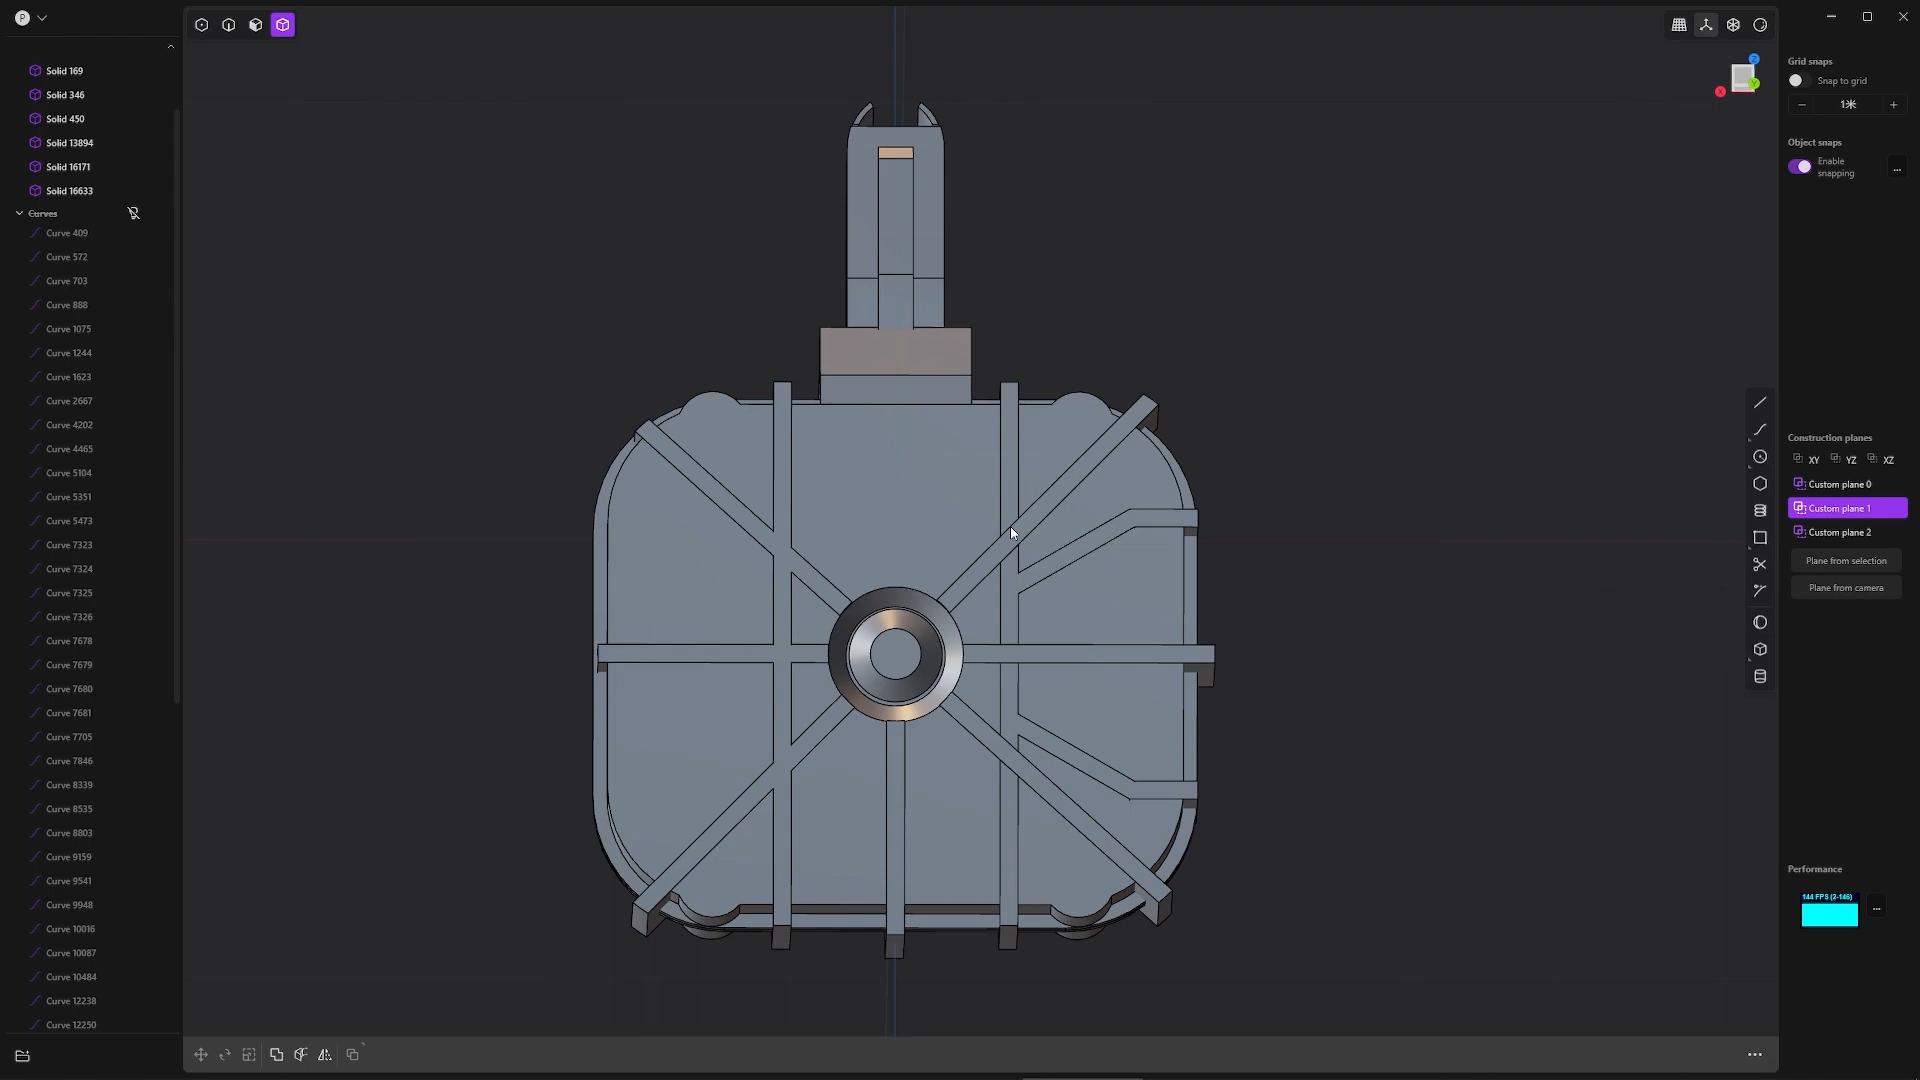 P
Solid 169
Solid 346
Solid 450
Solid 13894
Solid 16171
Solid 16633
Curves
Curve 409
Curve 572
Curve 703
Curve 888
Curve 1075
Curve 1244
Curve 1623
Curve 2667
Curve 4202
Curve 4465
Curve 5104
Curve 5351
Curve 5473
Curve 7323
Curve 7324
Curve 7325
Curve 7326
Curve 7678
Curve 7679
Curve 7680
Curve 7681
Curve 7705
Curve 7846
Curve 8339
Curve 8535
Curve 8803
Curve 9159
Curve 9541
Curve 9948
Curve 10016
Curve 10087
Curve 10484
Curve 12238
Curve 12250
Z
Y
X
Grid snaps
Snap to grid
Object snaps
Enable
snapping
...
Construction planes
XY YZ XZ
Custom plane 0
Custom plane 1
Custom plane 2
Plane from selection
Plane from camera
Performance
144 FPS (2-146)
...